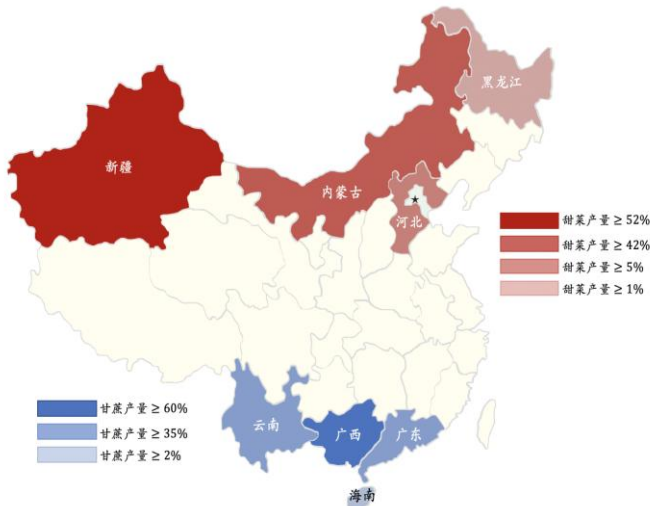 黑龙江
新疆
内蒙古
河北
甜菜产量 ≥ 52%
甜菜产量 ≥ 42%
甜菜产量 ≥ 5%
甜菜产量 ≥ 1%
甘蔗产量 ≥ 60%
甘蔗产量 ≥ 35%
甘蔗产量 ≥ 2%
云南
广西
广东
海南